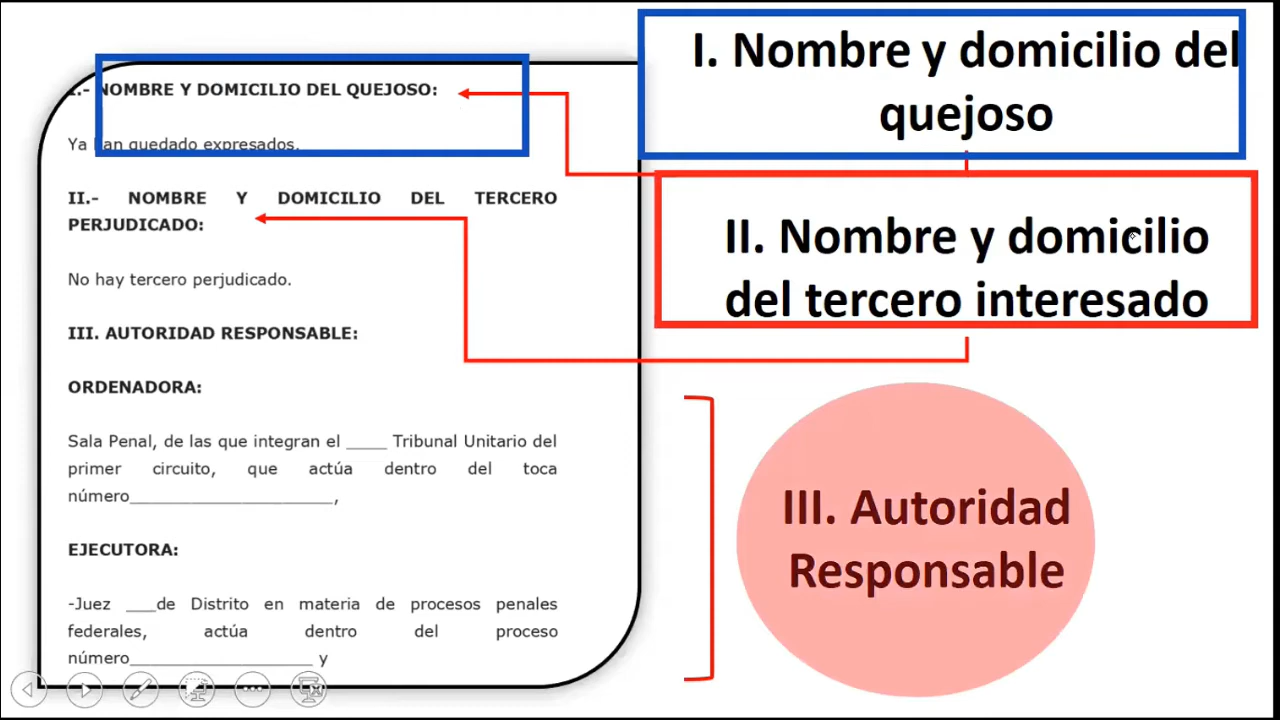 I.- NOMBRE Y DOMICILIO DEL QUEJOSO:
Ya han quedado expresados.
II.- NOMBRE Y DOMICILIO DEL TERCERO
PERJUDICADO:
No hay tercero perjudicado.
III. AUTORIDAD RESPONSABLE:
ORDENADORA:
Sala Penal, de las que integran el ____ Tribunal Unitario del
primer circuito, que actúa dentro del toca
número____________________,
EJECUTORA:
-Juez ___de Distrito en materia de procesos penales
federales, actúa dentro del proceso
número__________________ y
I. Nombre y domicilio del
quejoso
II. Nombre y domicilio
del tercero interesado
III. Autoridad
Responsable